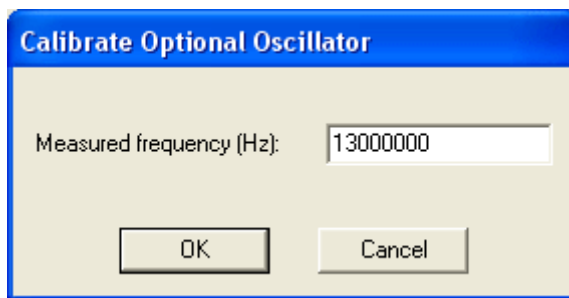 Calibrate Optional Oscillator
Measured frequency (Hz): 13000000
OK Cancel